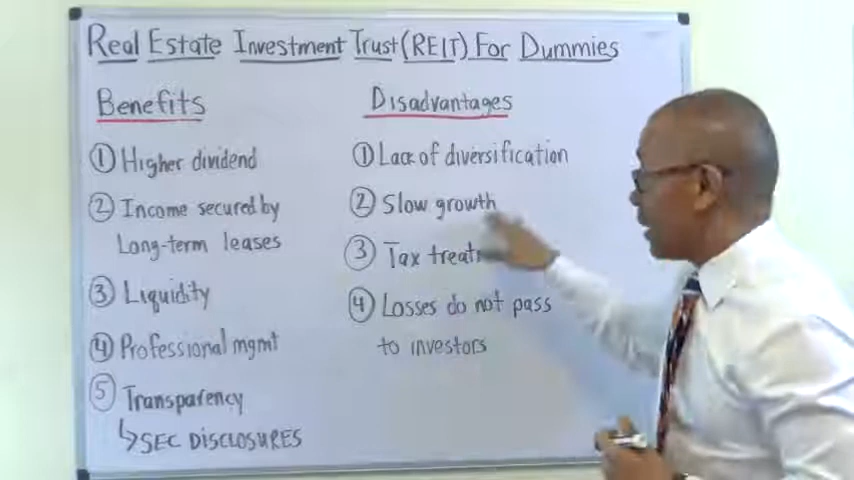 Real Estate Investment Trust (REIT) For Dummies
Benefits
① Higher dividend
② Income secured by
Long-term leases
③ Liquidity
④ Professional mgmt
⑤ Transparency
↳ SEC DISCLOSURES
Disadvantages
① Lack of diversification
② Slow growth
③ Tax
④ Losses do not pass
to investors